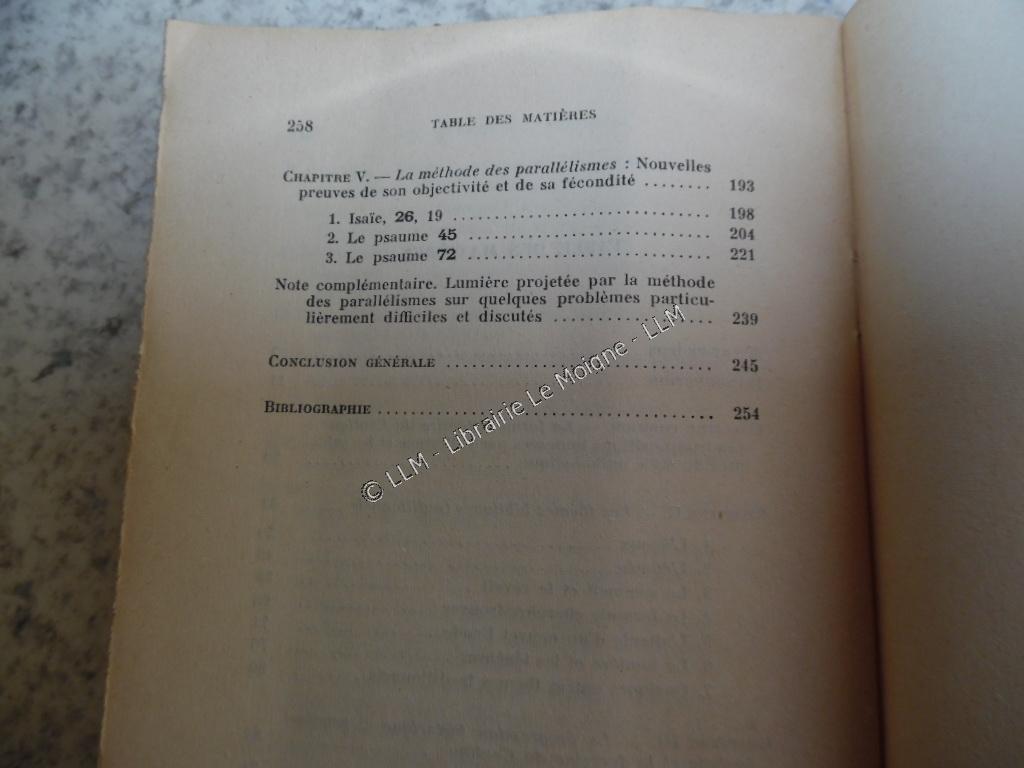 258 TABLE DES MATIÈRES
CHAPITRE V. — La méthode des parallélismes : Nouvelles
preuves de son objectivité et de sa fécondité ........ 193
1. Isaïe, 26, 19 .............................. 198
2. Le psaume 45 ............................ 204
3. Le psaume 72 ............................ 221
Note complémentaire. Lumière projetée par la méthode
des parallélismes sur quelques problèmes particu-
lièrement difficiles et discutés .................. 239
CONCLUSION GÉNÉRALE ............................... 245
BIBLIOGRAPHIE ....................................... 254
© LLM - Librairie Le Moigne - LLM